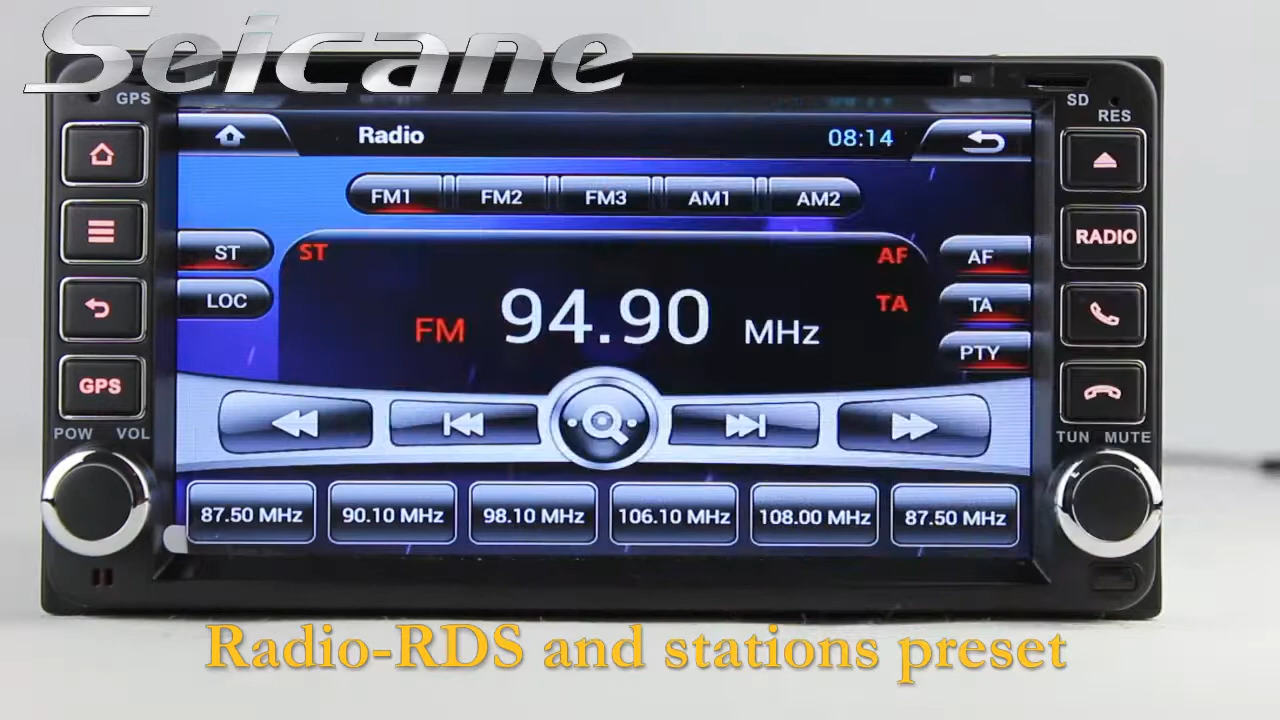 Seicane
GPS
SD
RES
Radio
08:14
FM1
FM2
FM3
AM1
AM2
RADIO
ST
ST
AF
AF
LOC
TA
TA
FM 94.90 MHz
PTY
GPS
POW VOL
TUN MUTE
87.50 MHz
90.10 MHz
98.10 MHz
106.10 MHz
108.00 MHz
87.50 MHz
Radio-RDS and stations preset